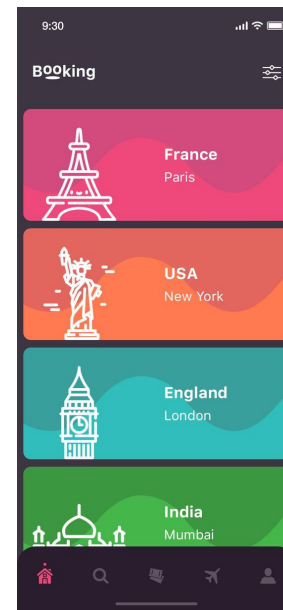 9:30
Booking
France
Paris
USA
New York
England
London
India
Mumbai